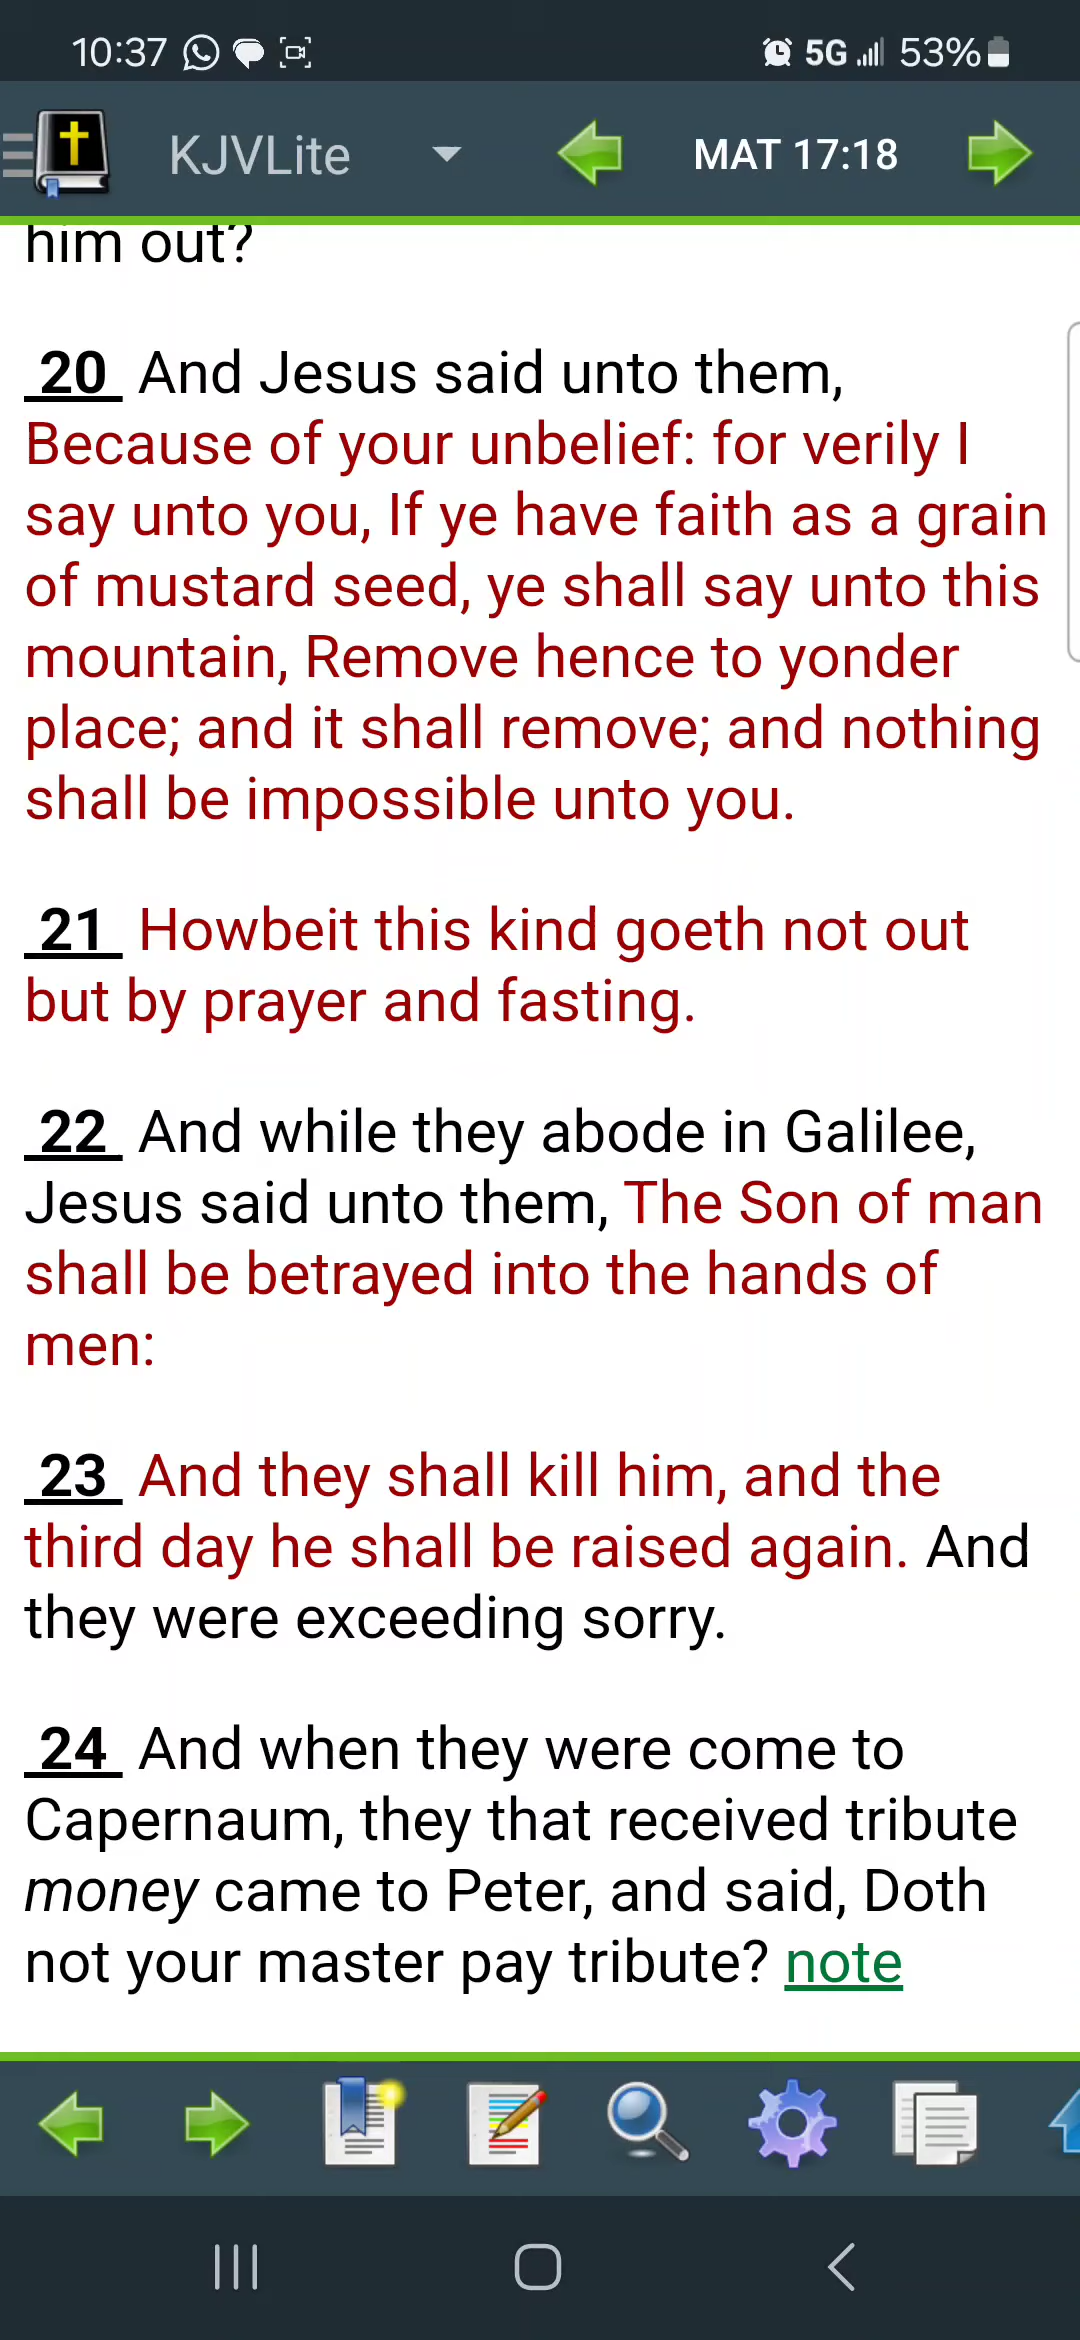 10:37 5G 53%
KJVLite MAT 17:18
him out?
20 And Jesus said unto them,
Because of your unbelief: for verily I
say unto you, If ye have faith as a grain
of mustard seed, ye shall say unto this
mountain, Remove hence to yonder
place; and it shall remove; and nothing
shall be impossible unto you.
21 Howbeit this kind goeth not out
but by prayer and fasting.
22 And while they abode in Galilee,
Jesus said unto them, The Son of man
shall be betrayed into the hands of
men:
23 And they shall kill him, and the
third day he shall be raised again. And
they were exceeding sorry.
24 And when they were come to
Capernaum, they that received tribute
money came to Peter, and said, Doth
not your master pay tribute? note